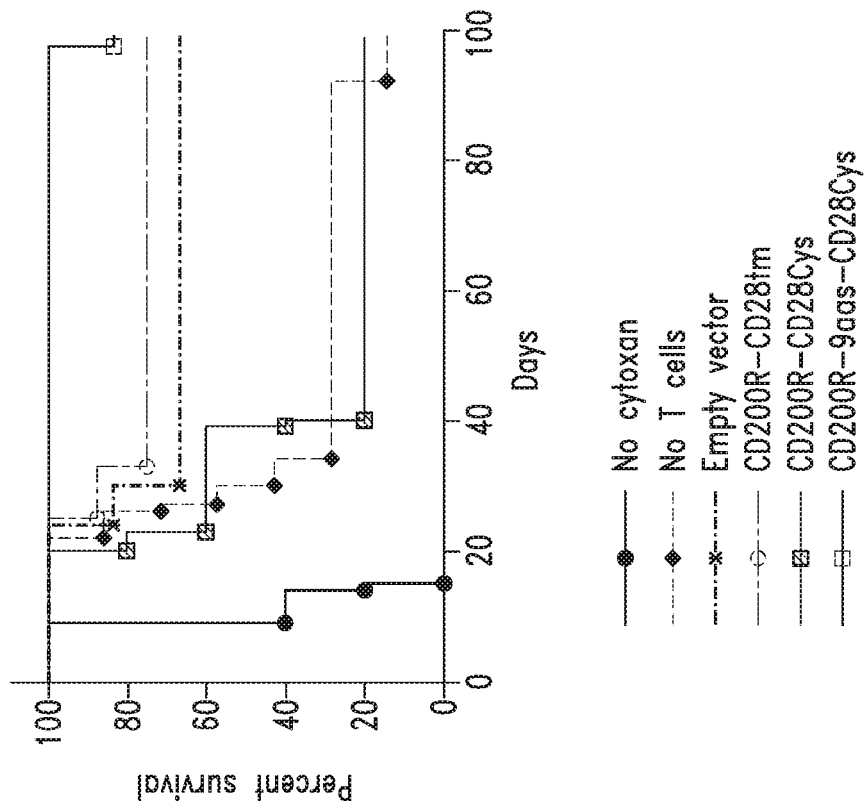 Percent survival
100
80
60
40
20
0
0
20
40
60
80
100
Days
No cytoxan
No T cells
Empty vector
CD200R-CD28tm
CD200R-CD28Cys
CD200R-9aas-CD28Cys